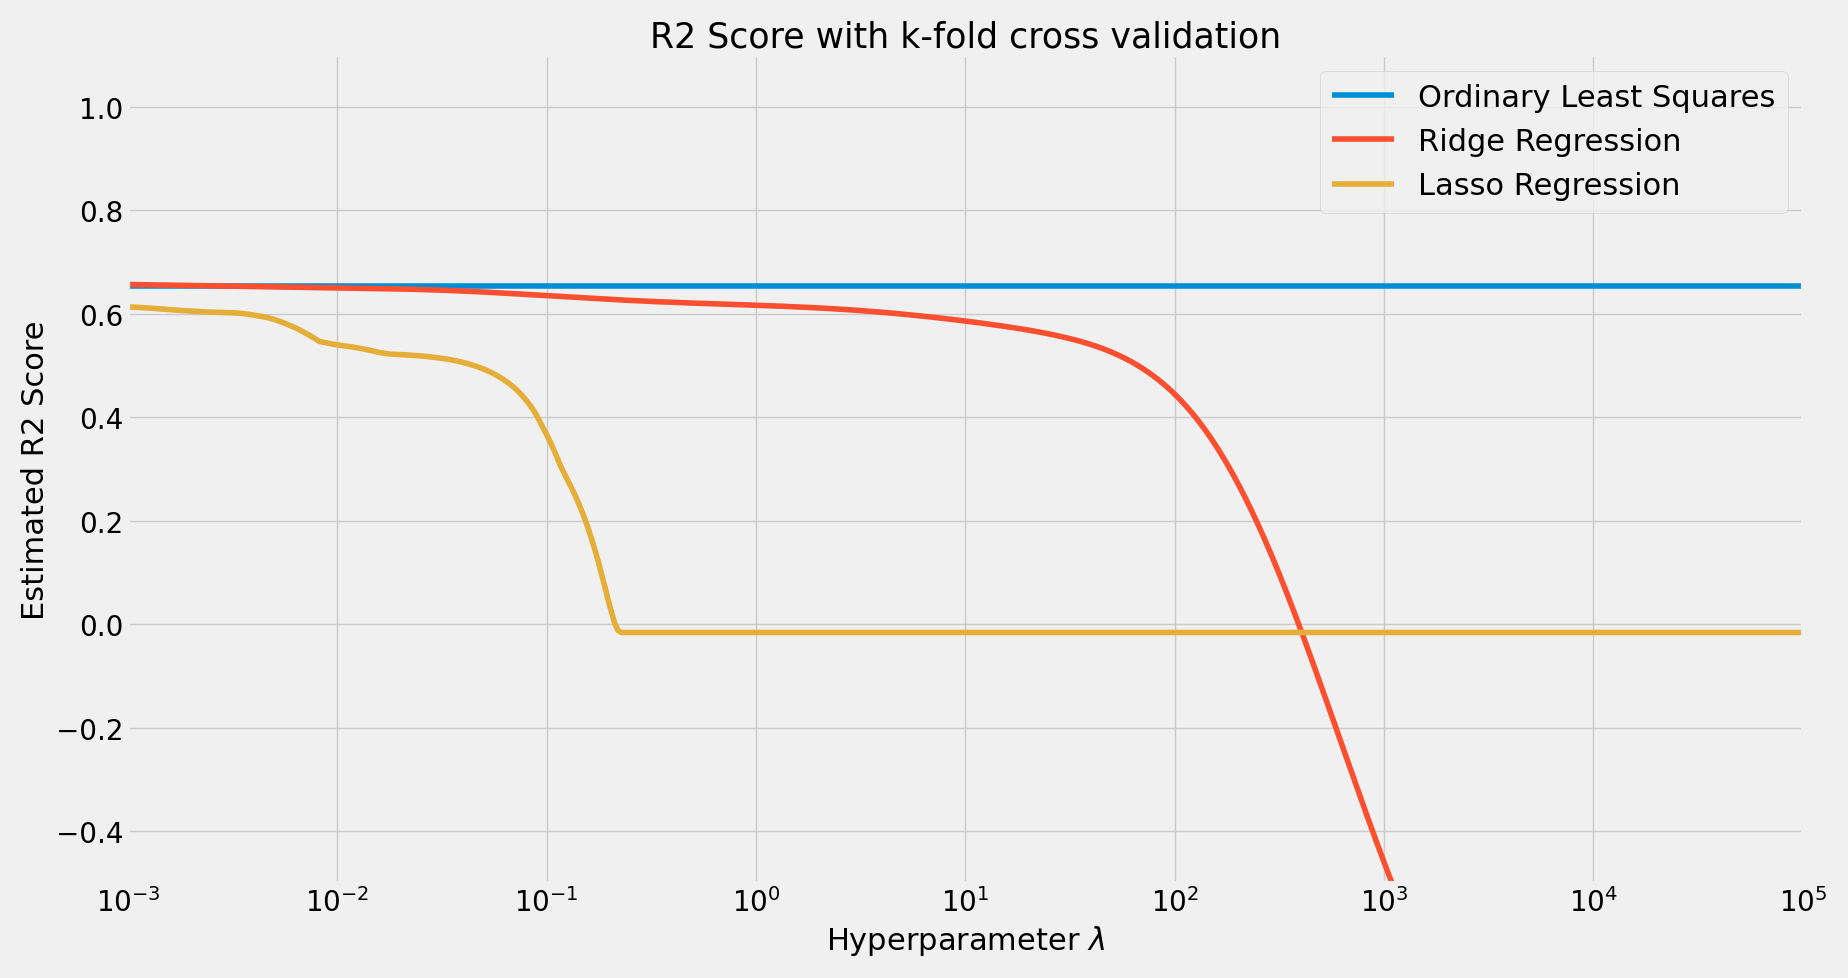 R2 Score with k-fold cross validation
Ordinary Least Squares
Ridge Regression
Lasso Regression
Estimated R2 Score
1.0
0.8
0.6
0.4
0.2
0.0
−0.2
−0.4
10⁻³ 10⁻² 10⁻¹ 10⁰ 10¹ 10² 10³ 10⁴ 10⁵
Hyperparameter λ